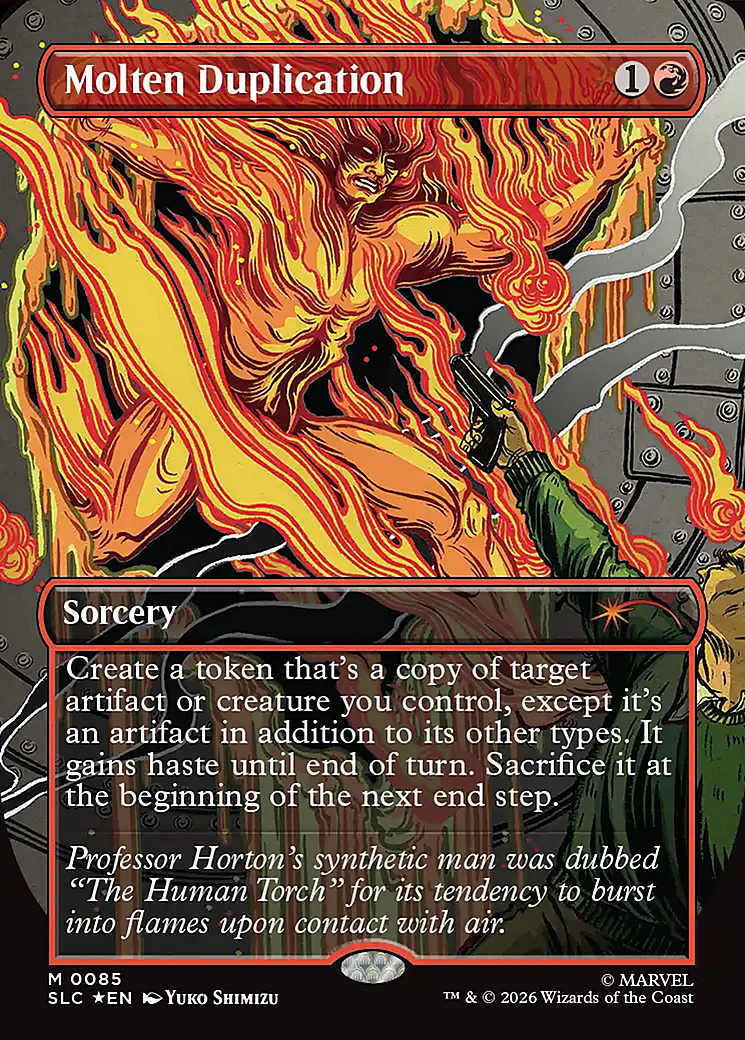 Molten Duplication 1
Sorcery
Create a token that's a copy of target
artifact or creature you control, except it's
an artifact in addition to its other types. It
gains haste until end of turn. Sacrifice it at
the beginning of the next end step.
Professor Horton's synthetic man was dubbed
“The Human Torch” for its tendency to burst
into flames upon contact with air.
M 0085
SLC ★EN Yuko Shimizu
© MARVEL
™ & © 2026 Wizards of the Coast